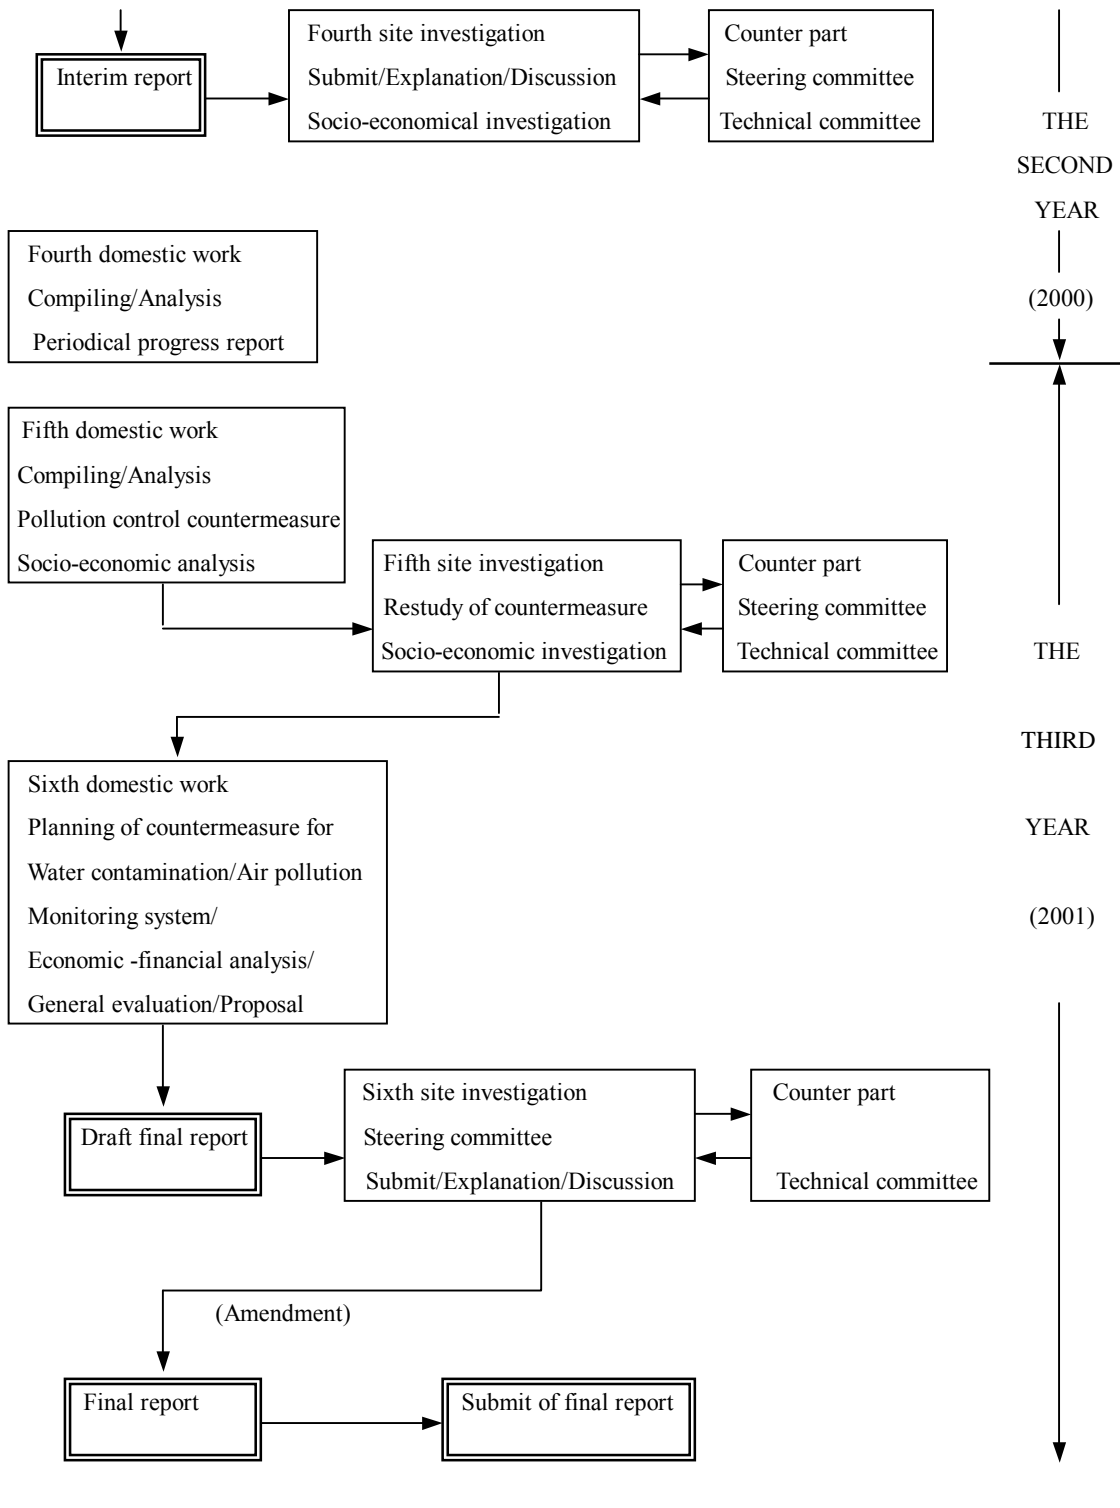 Interim report
Fourth site investigation
Submit/Explanation/Discussion
Socio-economical investigation
Counter part
Steering committee
Technical committee
THE
SECOND
YEAR
(2000)
Fourth domestic work
Compiling/Analysis
Periodical progress report
Fifth domestic work
Compiling/Analysis
Pollution control countermeasure
Socio-economic analysis
Fifth site investigation
Restudy of countermeasure
Socio-economic investigation
Counter part
Steering committee
Technical committee
THE
THIRD
YEAR
(2001)
Sixth domestic work
Planning of countermeasure for
Water contamination/Air pollution
Monitoring system/
Economic -financial analysis/
General evaluation/Proposal
Draft final report
Sixth site investigation
Steering committee
Submit/Explanation/Discussion
Counter part
Technical committee
(Amendment)
Final report
Submit of final report